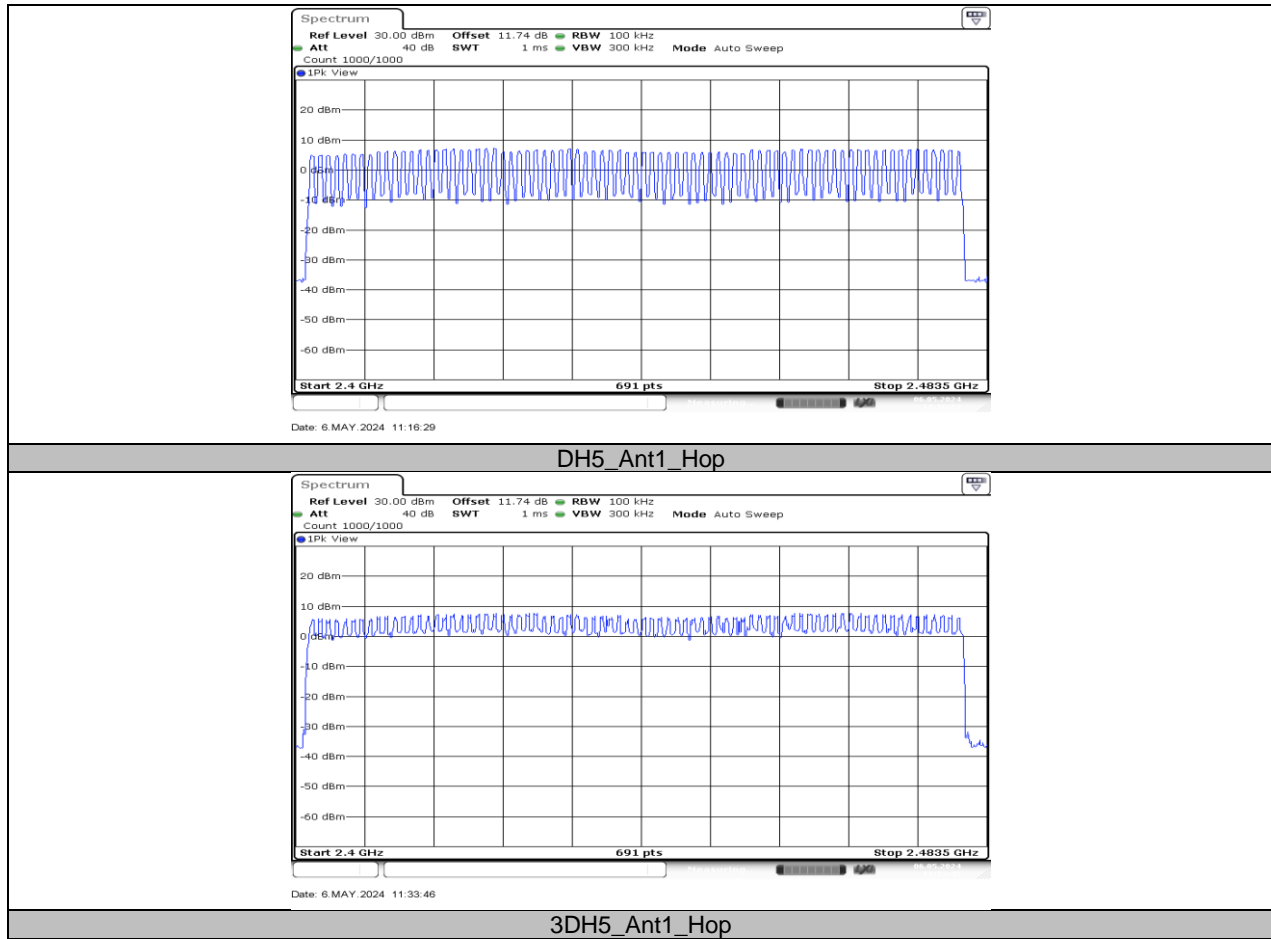 Spectrum
Ref Level 30.00 dBm Offset 11.74 dB RBW 100 kHz
Att 40 dB SWT 1 ms VBW 300 kHz Mode Auto Sweep
Count 1000/1000
1Pk View
20 dBm
10 dBm
0 dBm
-10 dBm
-20 dBm
-30 dBm
-40 dBm
-50 dBm
-60 dBm
Start 2.4 GHz 691 pts Stop 2.4835 GHz
Date: 6.MAY.2024 11:16:29
DH5_Ant1_Hop
Spectrum
Ref Level 30.00 dBm Offset 11.74 dB RBW 100 kHz
Att 40 dB SWT 1 ms VBW 300 kHz Mode Auto Sweep
Count 1000/1000
1Pk View
20 dBm
10 dBm
0 dBm
-10 dBm
-20 dBm
-30 dBm
-40 dBm
-50 dBm
-60 dBm
Start 2.4 GHz 691 pts Stop 2.4835 GHz
Date: 6.MAY.2024 11:33:46
3DH5_Ant1_Hop